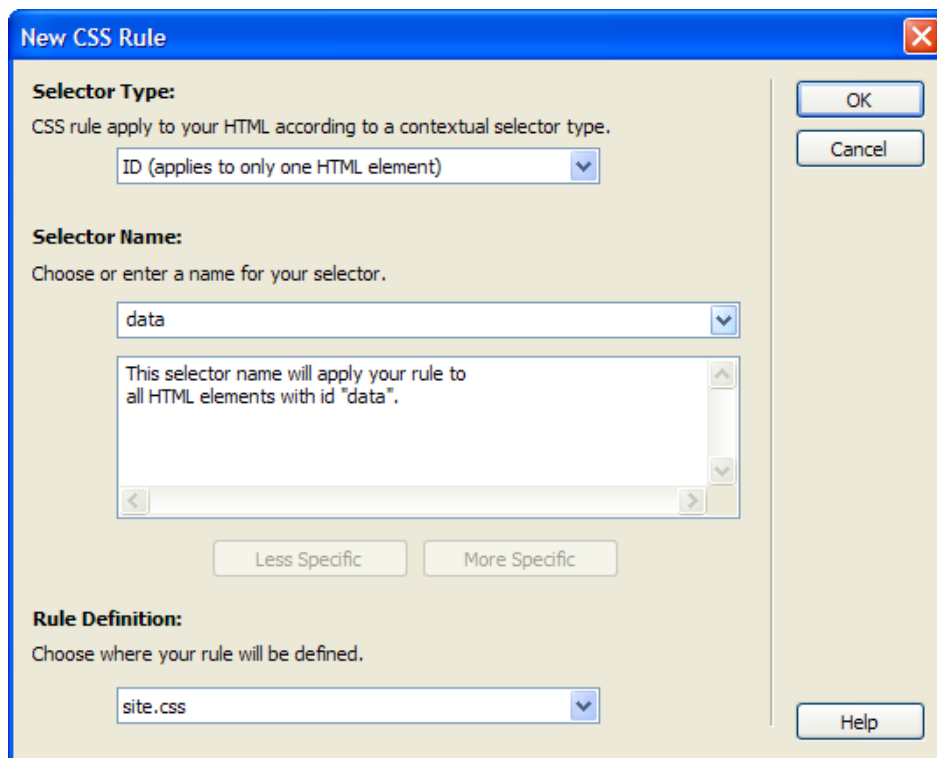 New CSS Rule
Selector Type:
OK
CSS rule apply to your HTML according to a contextual selector type.
Cancel
ID (applies to only one HTML element)
Selector Name:
Choose or enter a name for your selector.
data
This selector name will apply your rule to
all HTML elements with id "data".
Less Specific
More Specific
Rule Definition:
Choose where your rule will be defined.
site.css
Help